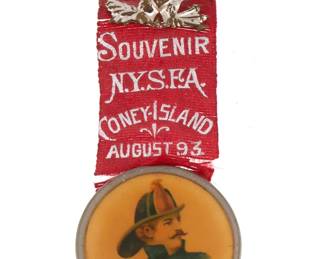 SOUVENIR
N.Y.S.F.A.
CONEY-ISLAND
AUGUST 93